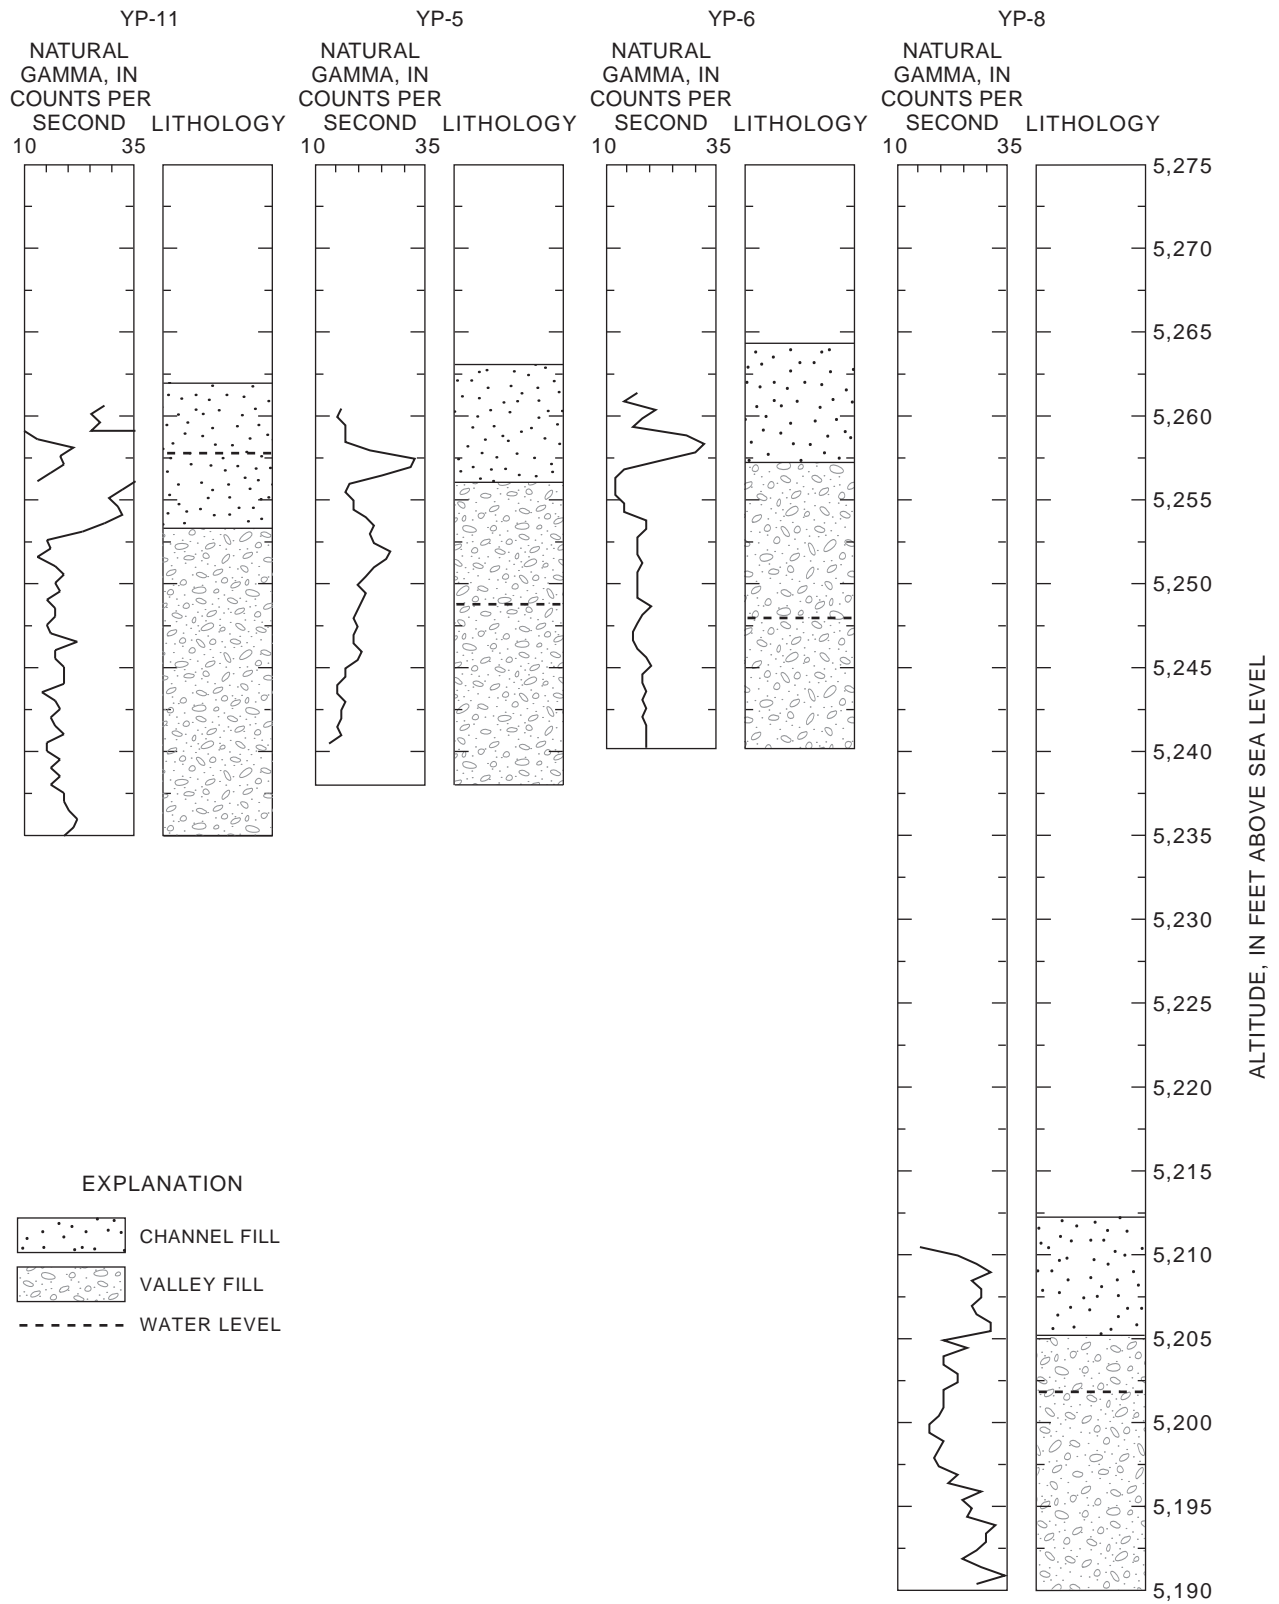 YP-11 YP-5 YP-6 YP-8
NATURAL NATURAL NATURAL NATURAL
GAMMA, IN GAMMA, IN GAMMA, IN GAMMA, IN
COUNTS PER COUNTS PER COUNTS PER COUNTS PER
SECOND LITHOLOGY SECOND LITHOLOGY SECOND LITHOLOGY SECOND LITHOLOGY
10 35 10 35 10 35 10 35
5,275
5,270
5,265
5,260
5,255
5,250
5,245
5,240
5,235
5,230
5,225
5,220
5,215
5,210
5,205
5,200
5,195
5,190
ALTITUDE, IN FEET ABOVE SEA LEVEL
EXPLANATION
CHANNEL FILL
VALLEY FILL
WATER LEVEL